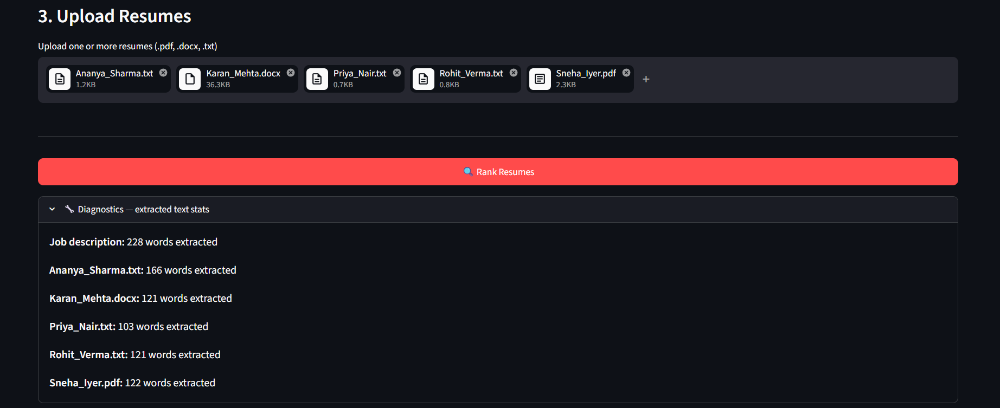 3. Upload Resumes
Upload one or more resumes (.pdf, .docx, .txt)
Ananya_Sharma.txt
1.2KB
Karan_Mehta.docx
36.3KB
Priya_Nair.txt
0.7KB
Rohit_Verma.txt
0.8KB
Sneha_Iyer.pdf
2.3KB
Rank Resumes
Diagnostics — extracted text stats
Job description: 228 words extracted
Ananya_Sharma.txt: 166 words extracted
Karan_Mehta.docx: 121 words extracted
Priya_Nair.txt: 103 words extracted
Rohit_Verma.txt: 121 words extracted
Sneha_Iyer.pdf: 122 words extracted